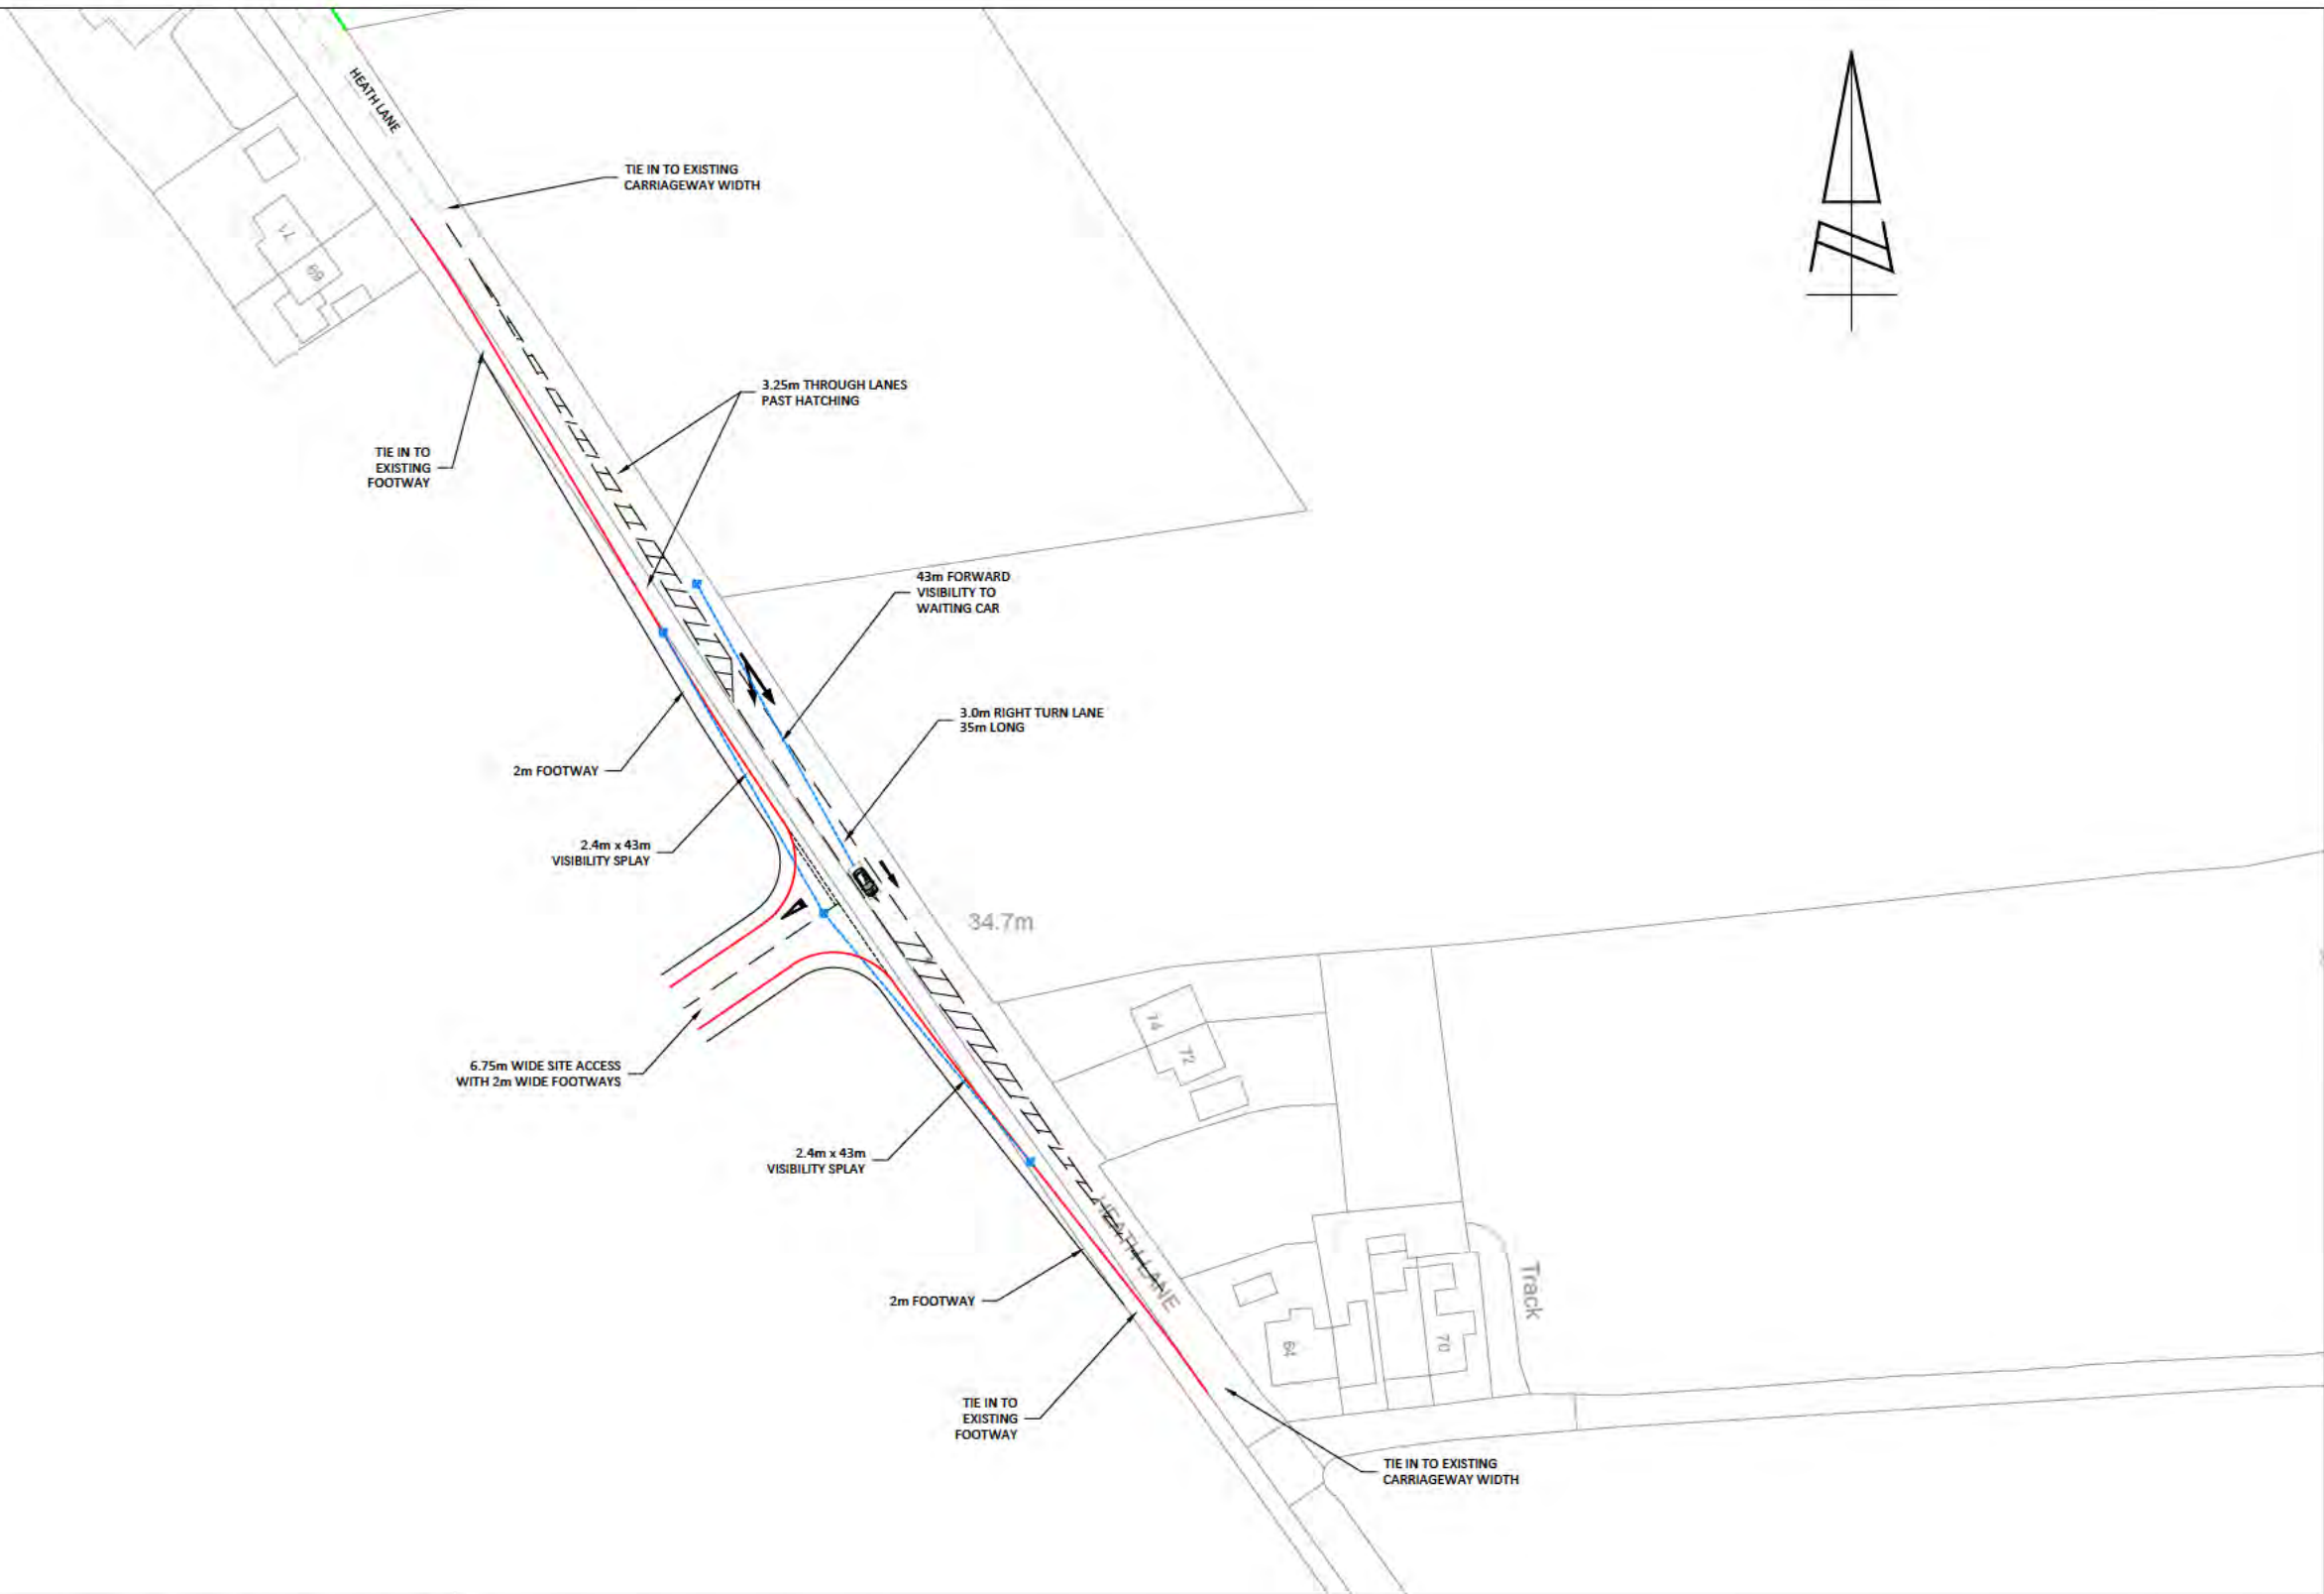 HEATH LANE
TIE IN TO EXISTING
CARRIAGEWAY WIDTH
71
69
3.25m THROUGH LANES
PAST HATCHING
TIE IN TO
EXISTING
FOOTWAY
43m FORWARD
VISIBILITY TO
WAITING CAR
3.0m RIGHT TURN LANE
35m LONG
2m FOOTWAY
2.4m x 43m
VISIBILITY SPLAY
34.7m
74
72
6.75m WIDE SITE ACCESS
WITH 2m WIDE FOOTWAYS
2.4m x 43m
VISIBILITY SPLAY
HEATH LANE
2m FOOTWAY
Track
64
70
TIE IN TO
EXISTING
FOOTWAY
TIE IN TO EXISTING
CARRIAGEWAY WIDTH
N